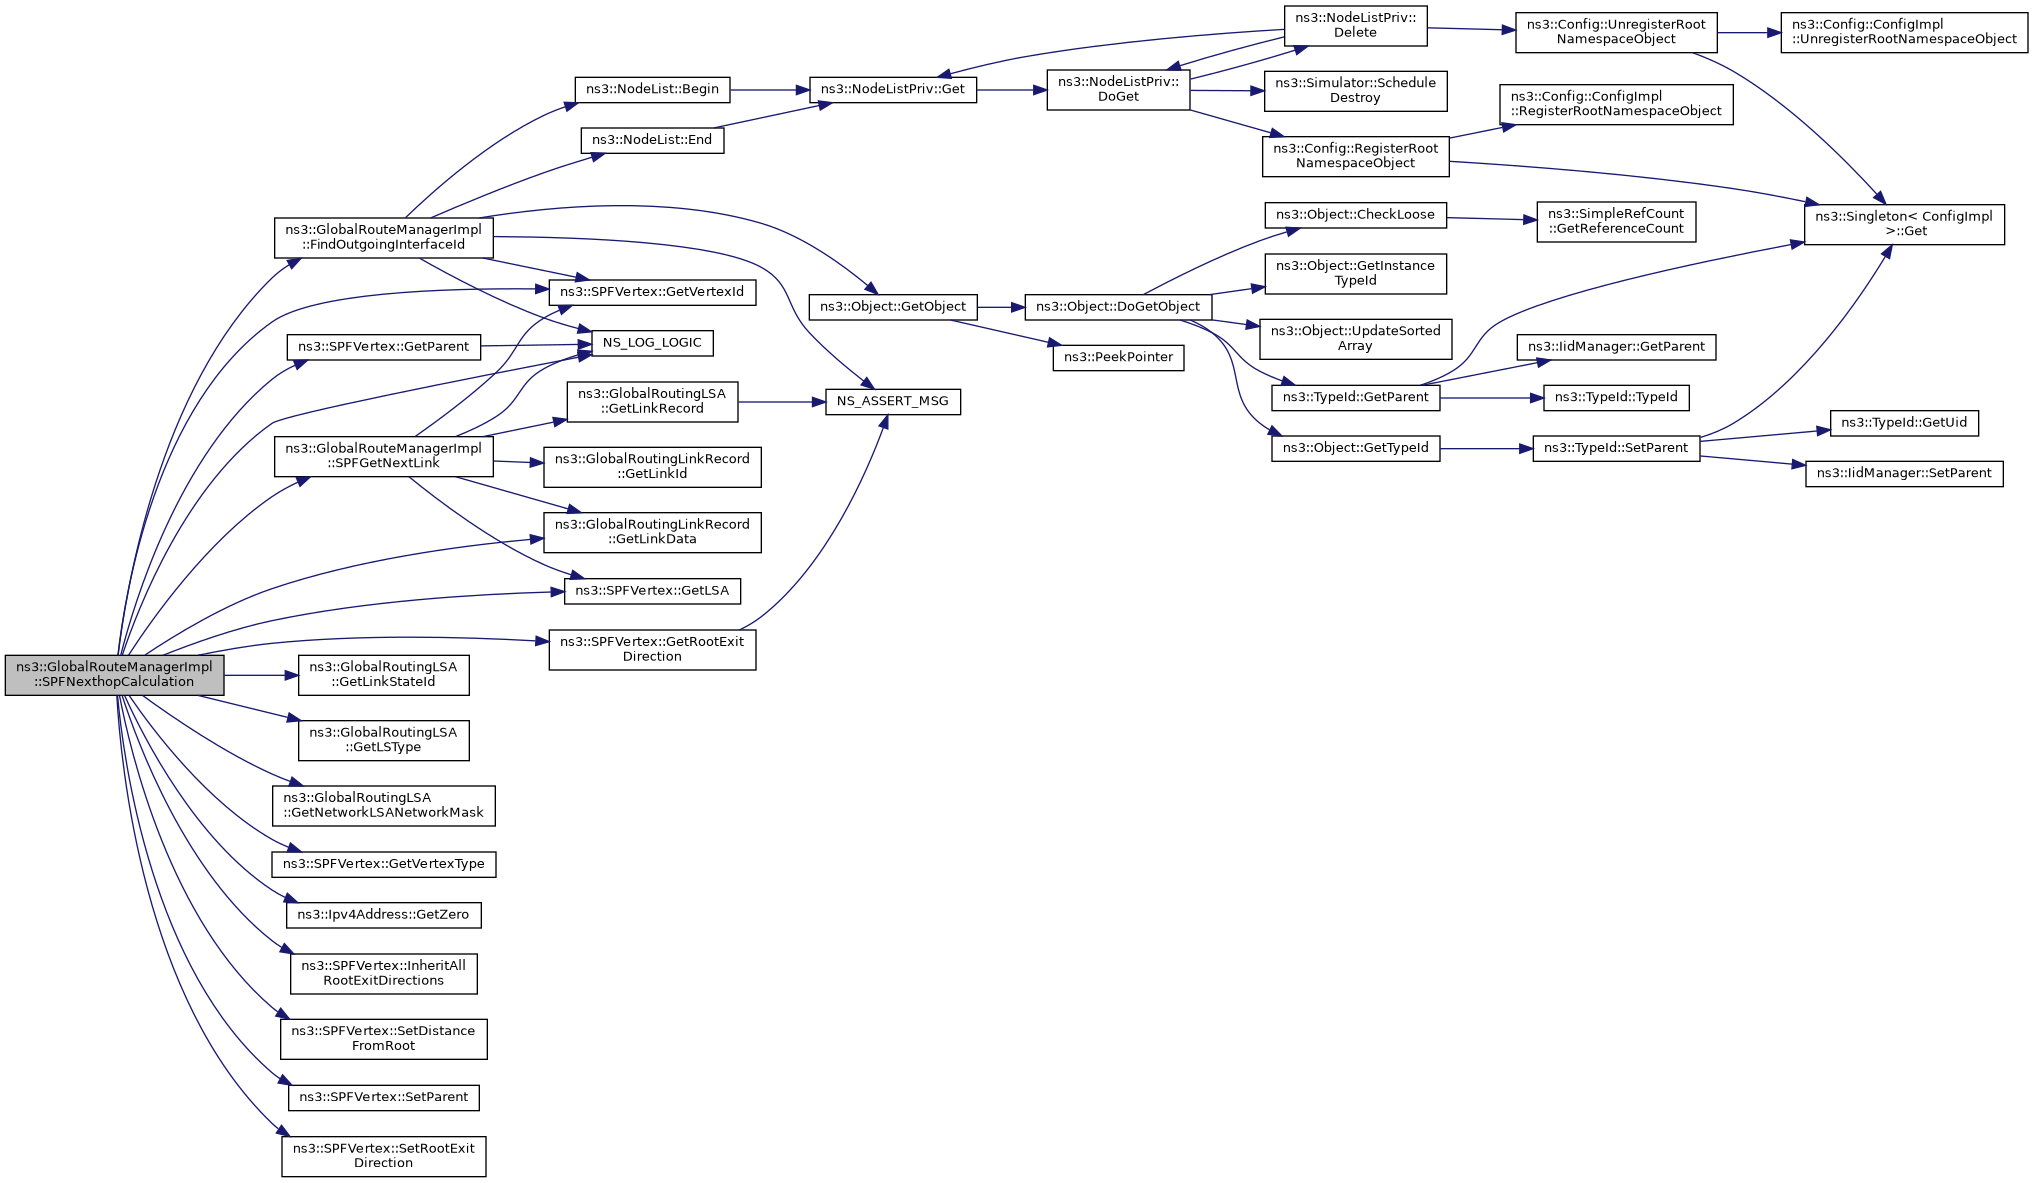 ns3::GlobalRouteManagerImpl
::SPFNexthopCalculation
ns3::GlobalRouteManagerImpl
::FindOutgoingInterfaceId
ns3::SPFVertex::GetParent
ns3::GlobalRouteManagerImpl
::SPFGetNextLink
ns3::GlobalRoutingLSA
::GetLinkStateId
ns3::GlobalRoutingLSA
::GetLSType
ns3::GlobalRoutingLSA
::GetNetworkLSANetworkMask
ns3::SPFVertex::GetVertexType
ns3::Ipv4Address::GetZero
ns3::SPFVertex::InheritAll
RootExitDirections
ns3::SPFVertex::SetDistance
FromRoot
ns3::SPFVertex::SetParent
ns3::SPFVertex::SetRootExit
Direction
ns3::NodeList::Begin
ns3::NodeList::End
ns3::SPFVertex::GetVertexId
NS_LOG_LOGIC
ns3::GlobalRoutingLSA
::GetLinkRecord
ns3::GlobalRoutingLinkRecord
::GetLinkId
ns3::GlobalRoutingLinkRecord
::GetLinkData
ns3::SPFVertex::GetLSA
ns3::SPFVertex::GetRootExit
Direction
ns3::NodeListPriv::Get
ns3::Object::GetObject
NS_ASSERT_MSG
ns3::NodeListPriv::
DoGet
ns3::Object::DoGetObject
ns3::PeekPointer
ns3::NodeListPriv::
Delete
ns3::Simulator::Schedule
Destroy
ns3::Config::RegisterRoot
NamespaceObject
ns3::Object::CheckLoose
ns3::Object::GetInstance
TypeId
ns3::Object::UpdateSorted
Array
ns3::TypeId::GetParent
ns3::Object::GetTypeId
ns3::Config::UnregisterRoot
NamespaceObject
ns3::Config::ConfigImpl
::RegisterRootNamespaceObject
ns3::SimpleRefCount
::GetReferenceCount
ns3::IidManager::GetParent
ns3::TypeId::TypeId
ns3::TypeId::SetParent
ns3::Config::ConfigImpl
::UnregisterRootNamespaceObject
ns3::Singleton< ConfigImpl
>::Get
ns3::TypeId::GetUid
ns3::IidManager::SetParent